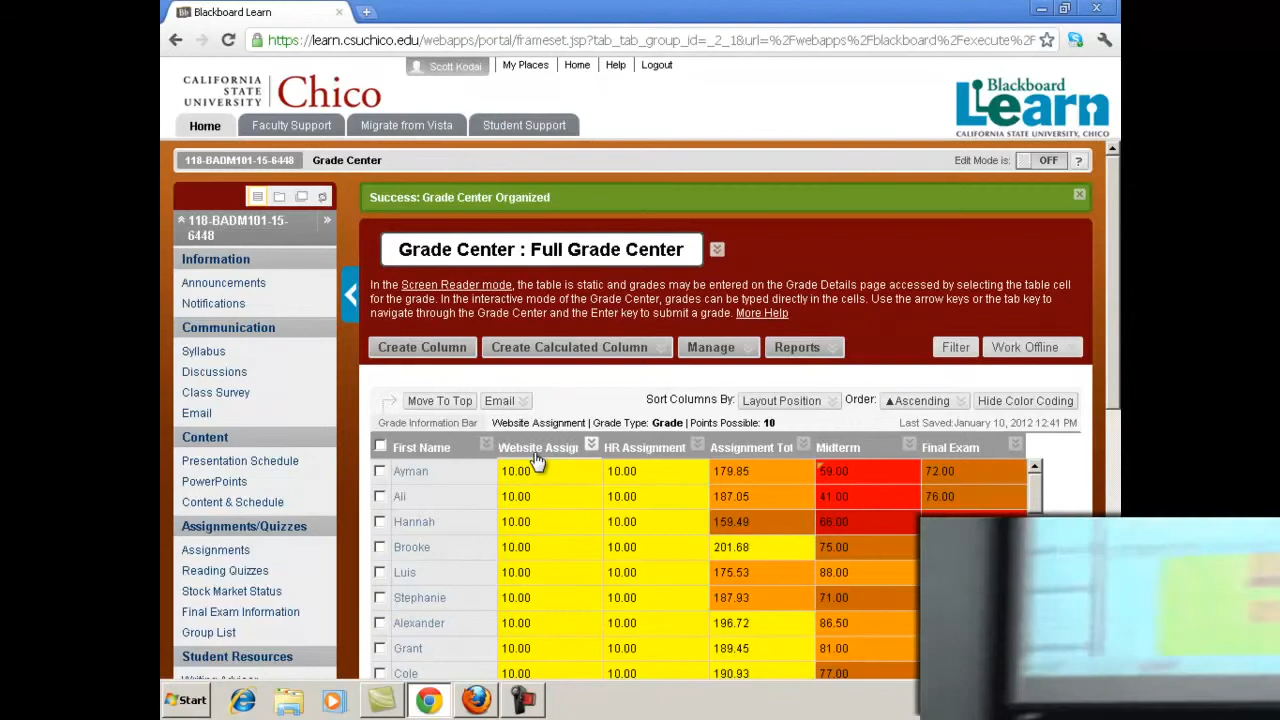 Blackboard Learn
https://learn.csuchico.edu/webapps/portal/frameset.jsp?tab_tab_group_id=_2_1&url=%2Fwebapps%2Fblackboard%2Fexecute%2F
Scott Kodai My Places Home Help Logout
CALIFORNIA
STATE
UNIVERSITY
Chico
Blackboard
Learn
CALIFORNIA STATE UNIVERSITY, CHICO
Home Faculty Support Migrate from Vista Student Support
118-BADM101-15-6448 Grade Center Edit Mode is: OFF ?
Success: Grade Center Organized
118-BADM101-15-
6448
Information
Announcements
Notifications
Communication
Syllabus
Discussions
Class Survey
Email
Content
Presentation Schedule
PowerPoints
Content & Schedule
Assignments/Quizzes
Assignments
Reading Quizzes
Stock Market Status
Final Exam Information
Group List
Student Resources
Grade Center : Full Grade Center
In the Screen Reader mode, the table is static and grades may be entered on the Grade Details page accessed by selecting the table cell
for the grade. In the interactive mode of the Grade Center, grades can be typed directly in the cells. Use the arrow keys or the tab key to
navigate through the Grade Center and the Enter key to submit a grade. More Help
Create Column Create Calculated Column Manage Reports Filter Work Offline
Move To Top Email Sort Columns By: Layout Position Order: ▲Ascending Hide Color Coding
Grade Information Bar Website Assignment | Grade Type: Grade | Points Possible: 10 Last Saved:January 10, 2012 12:41 PM
First Name Website Assigr HR Assignment Assignment Tot Midterm Final Exam
Ayman 10.00 10.00 179.85 59.00 72.00
Ali 10.00 10.00 187.05 41.00 76.00
Hannah 10.00 10.00 159.49 66.00
Brooke 10.00 10.00 201.68 75.00
Luis 10.00 10.00 175.53 88.00
Stephanie 10.00 10.00 187.93 71.00
Alexander 10.00 10.00 196.72 86.50
Grant 10.00 10.00 189.45 81.00
Cole 10.00 10.00 190.93 77.00
Start